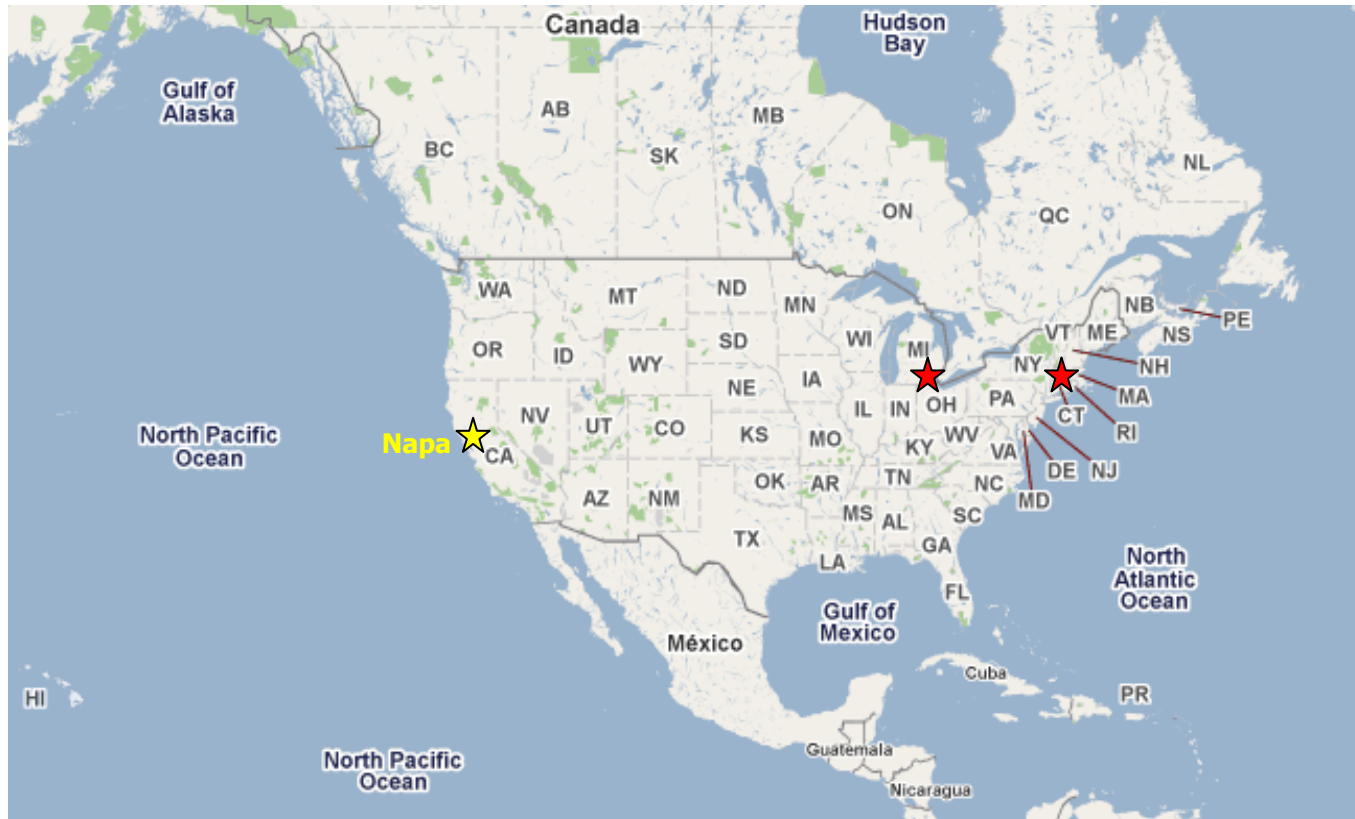 Canada
Hudson
Bay
Gulf of
Alaska
AB
MB
BC
SK
NL
ON
QC
WA
MT
ND
MN
NB
PE
VT
ME
NS
OR
ID
WY
SD
WI
MI
NY
NH
NE
IA
PA
MA
NV
UT
CO
IL
IN
OH
CT
RI
North Pacific
Ocean
Napa
CA
KS
MO
KY
WV
VA
DE
NJ
MD
AZ
NM
OK
AR
TN
NC
SC
MS
AL
TX
LA
GA
FL
North
Atlantic
Ocean
Gulf of
Mexico
México
Cuba
HI
PR
Guatemala
North Pacific
Ocean
Nicaragua